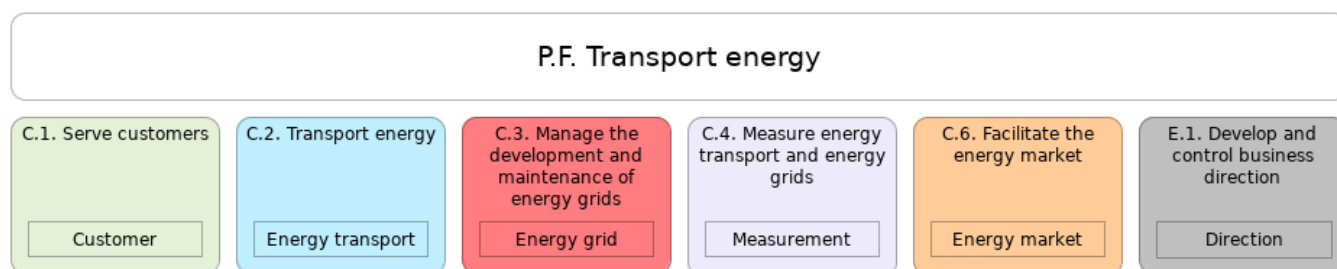 P.F. Transport energy
C.1. Serve customers
Customer
C.2. Transport energy
Energy transport
C.3. Manage the
development and
maintenance of
energy grids
Energy grid
C.4. Measure energy
transport and energy
grids
Measurement
C.6. Facilitate the
energy market
Energy market
E.1. Develop and
control business
direction
Direction